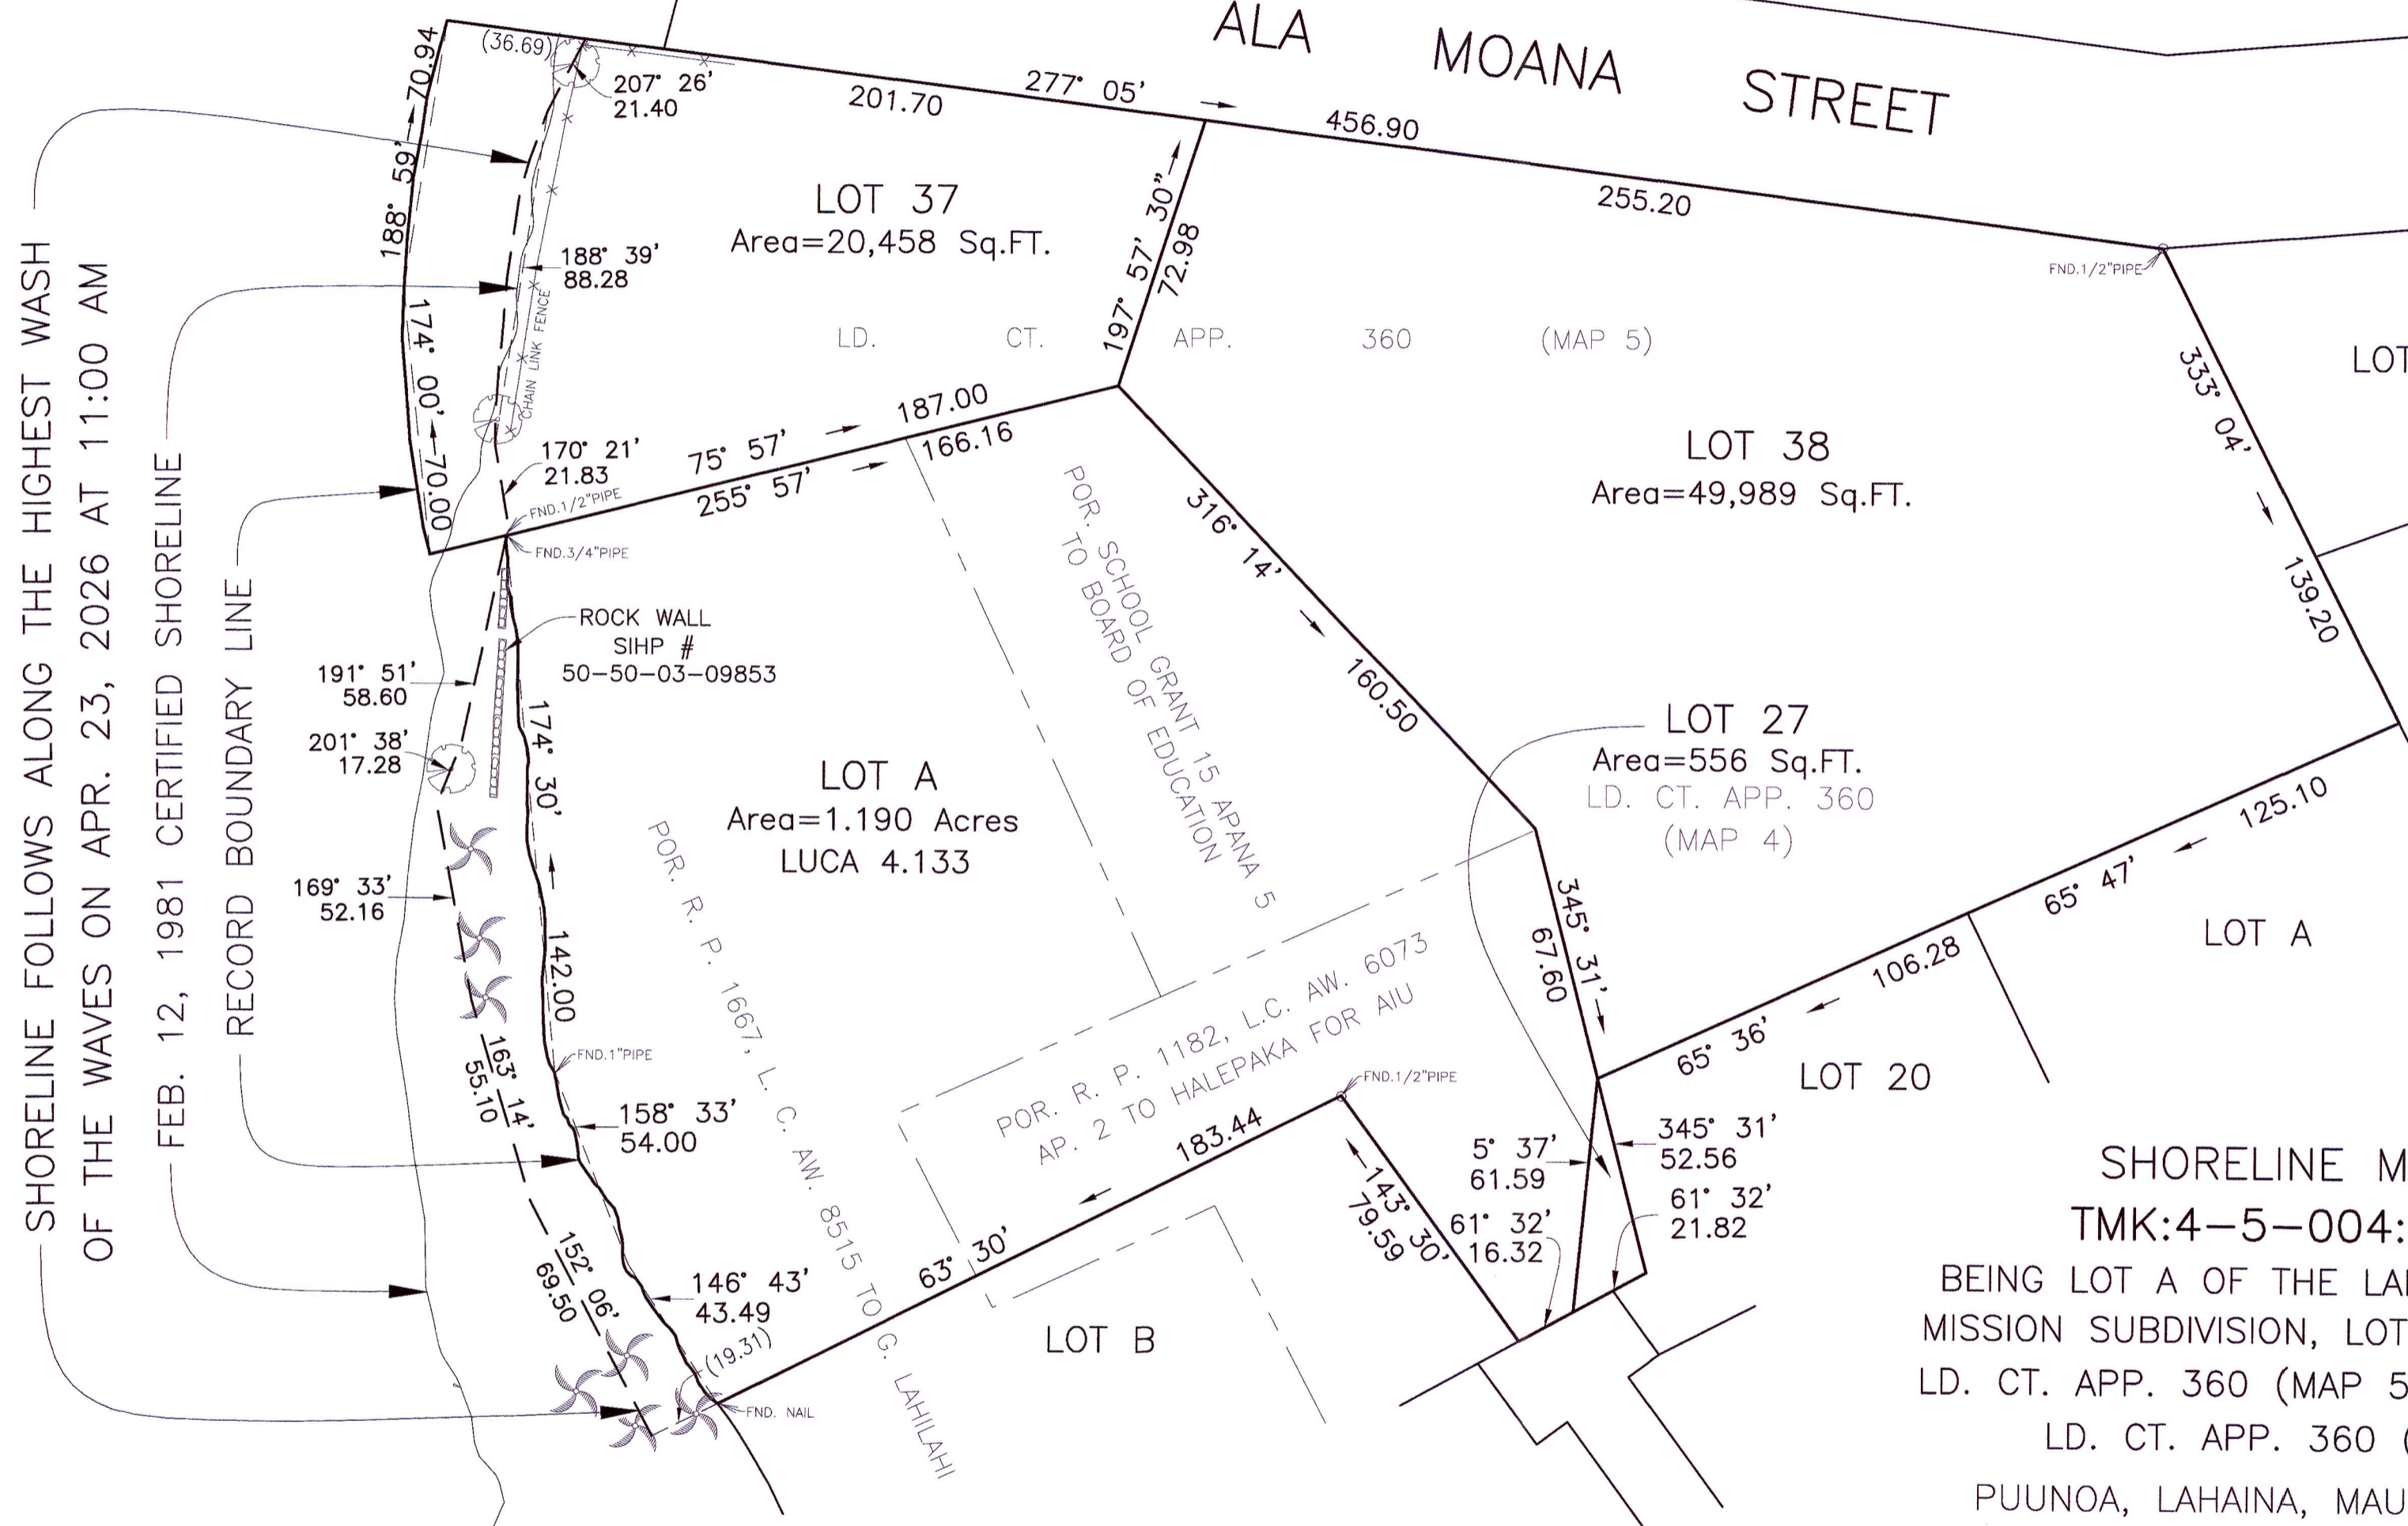 ALA MOANA STREET
188° 59' 70.94
(36.69)
207° 26'
21.40
201.70
277° 05'
456.90
255.20
LOT 37
Area=20,458 Sq.FT.
197° 57' 30"
72.98
188° 39'
88.28
CHAIN LINK FENCE
LD. CT. APP. 360 (MAP 5)
FND.1/2"PIPE
LOT
333° 04'
139.20
174° 00' 70.00
170° 21'
21.83
FND.1/2"PIPE
75° 57'
187.00
255° 57'
166.16
LOT 38
Area=49,989 Sq.FT.
316° 14'
160.50
FND.3/4"PIPE
ROCK WALL
SIHP #
50-50-03-09853
POR. SCHOOL GRANT 15 APANA 5
TO BOARD OF EDUCATION
SHORELINE FOLLOWS ALONG THE HIGHEST WASH
OF THE WAVES ON APR. 23, 2026 AT 11:00 AM
FEB. 12, 1981 CERTIFIED SHORELINE
RECORD BOUNDARY LINE
191° 51'
58.60
201° 38'
17.28
169° 33'
52.16
174° 30'
142.00
LOT A
Area=1.190 Acres
LUCA 4.133
LOT 27
Area=556 Sq.FT.
LD. CT. APP. 360
(MAP 4)
125.10
65° 47'
LOT A
106.28
65° 36'
LOT 20
345° 31'
67.60
POR. R. P. 1667, L. C. AW. 8515 TO G. LAHILAHI
POR. R. P. 1182, L.C. AW. 6073
AP. 2 TO HALEPAKA FOR AIU
FND.1"PIPE
163° 14'
55.10
158° 33'
54.00
FND.1/2"PIPE
183.44
63° 30'
143° 30'
79.59
5° 37'
61.59
345° 31'
52.56
61° 32'
16.32
61° 32'
21.82
152° 06'
69.50
146° 43'
43.49
(19.31)
FND. NAIL
LOT B
SHORELINE M
TMK:4-5-004:
BEING LOT A OF THE LA
MISSION SUBDIVISION, LOT
LD. CT. APP. 360 (MAP 5
LD. CT. APP. 360 (
PUUNOA, LAHAINA, MAU